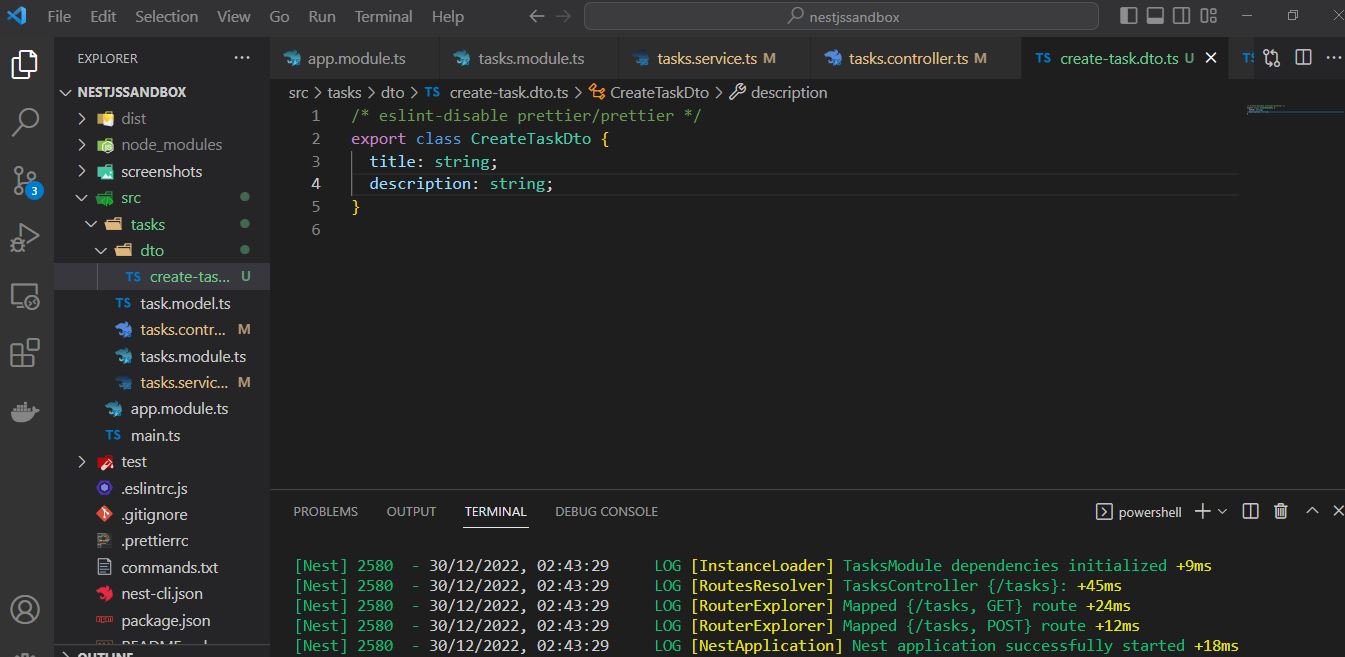 File Edit Selection View Go Run Terminal Help
nestjssandbox
EXPLORER
NESTJSSANDBOX
dist
node_modules
screenshots
src
tasks
dto
TS create-tas... U
TS task.model.ts
tasks.contr... M
tasks.module.ts
tasks.servic... M
app.module.ts
TS main.ts
test
.eslintrc.js
.gitignore
.prettierrc
commands.txt
nest-cli.json
package.json
OUTLINE
3
app.module.ts tasks.module.ts tasks.service.ts M tasks.controller.ts M TS create-task.dto.ts U TS
src > tasks > dto > TS create-task.dto.ts > CreateTaskDto > description
1 /* eslint-disable prettier/prettier */
2 export class CreateTaskDto {
3 title: string;
4 description: string;
5 }
6
PROBLEMS OUTPUT TERMINAL DEBUG CONSOLE powershell
[Nest] 2580 - 30/12/2022, 02:43:29 LOG [InstanceLoader] TasksModule dependencies initialized +9ms
[Nest] 2580 - 30/12/2022, 02:43:29 LOG [RoutesResolver] TasksController {/tasks}: +45ms
[Nest] 2580 - 30/12/2022, 02:43:29 LOG [RouterExplorer] Mapped {/tasks, GET} route +24ms
[Nest] 2580 - 30/12/2022, 02:43:29 LOG [RouterExplorer] Mapped {/tasks, POST} route +12ms
[Nest] 2580 - 30/12/2022, 02:43:29 LOG [NestApplication] Nest application successfully started +18ms